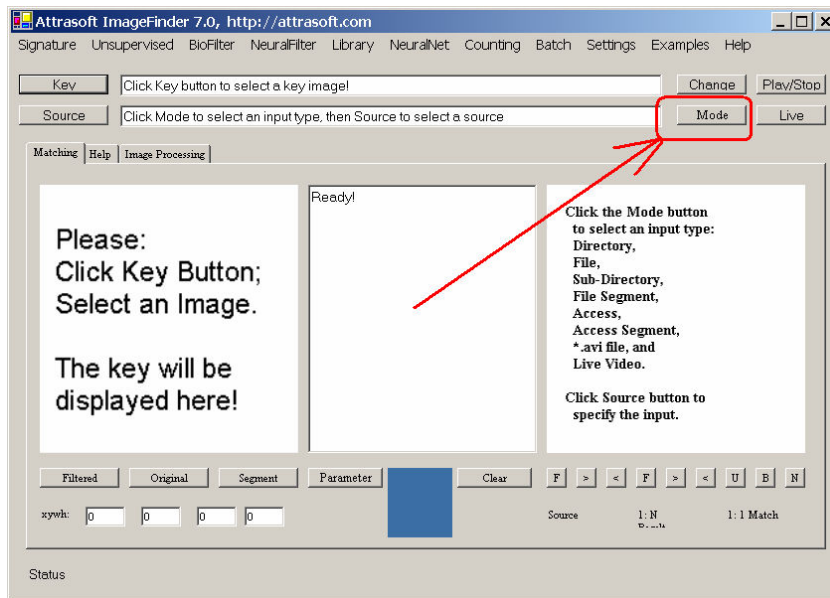 Attrasoft ImageFinder 7.0, http://attrasoft.com
Signature Unsupervised BioFilter NeuralFilter Library NeuralNet Counting Batch Settings Examples Help
Key Click Key button to select a key image! Change Play/Stop
Source Click Mode to select an input type, then Source to select a source Mode Live
Matching Help Image Processing
Please:
Click Key Button;
Select an Image.
The key will be
displayed here!
Ready!
Click the Mode button
to select an input type:
Directory,
File,
Sub-Directory,
File Segment,
Access,
Access Segment,
*.avi file, and
Live Video.
Click Source button to
specify the input.
Filtered Original Segment Parameter Clear F > < F > < U B N
xywh: 0 0 0 0 Source 1: N 1: 1 Match
Status